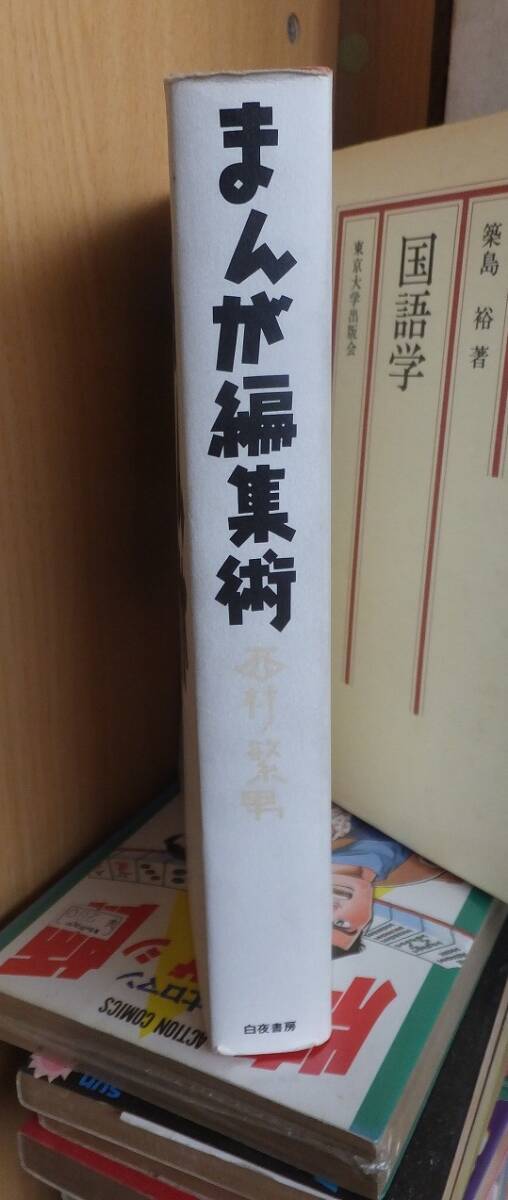 まんが編集術
西村繁男
白夜書房
築島 裕 著
国語学
東京大学出版会
ACTION COMICS
sun